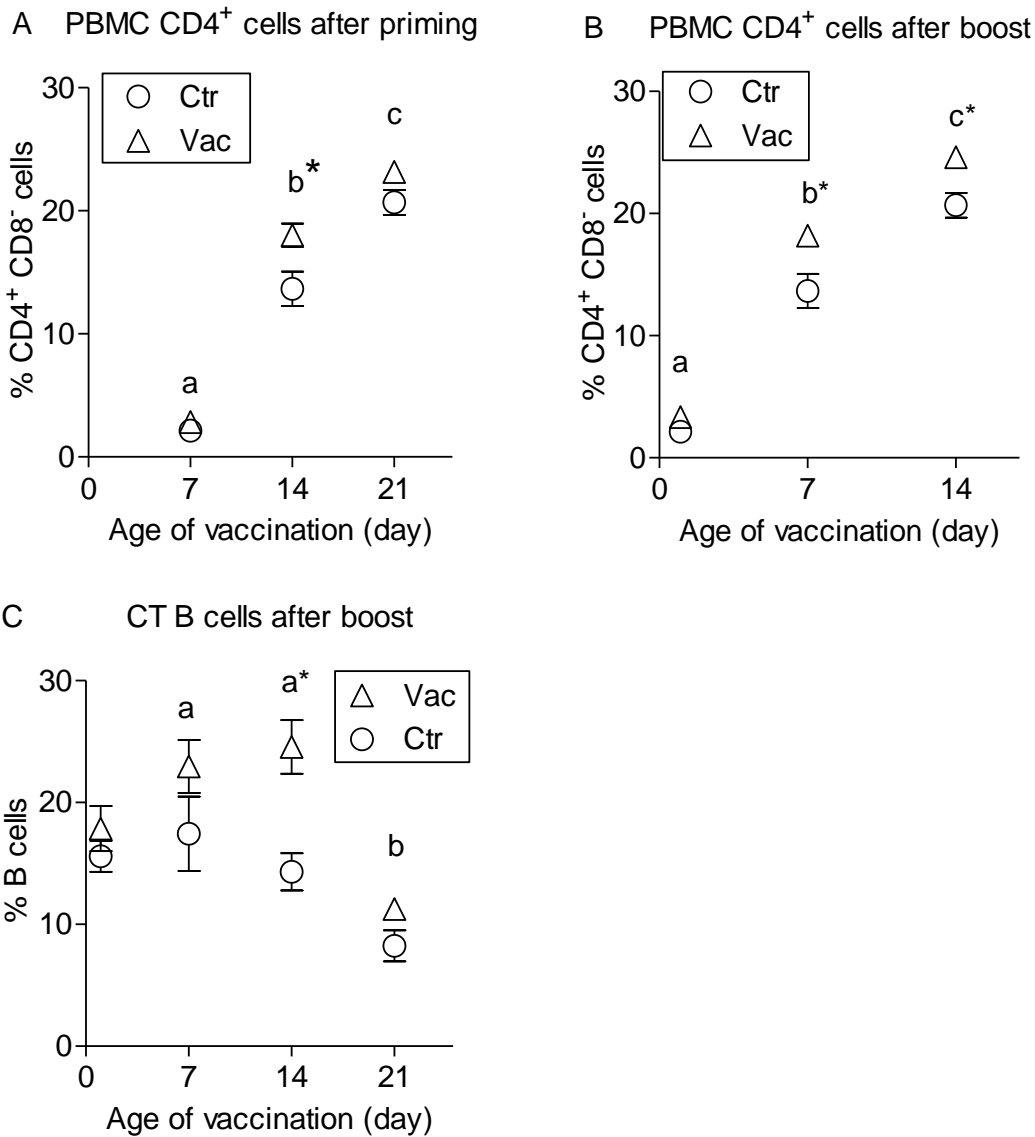 A PBMC CD4⁺ cells after priming
30
20
10
0
% CD4⁺ CD8⁻ cells
Ctr
Vac
a
b*
c
0 7 14 21
Age of vaccination (day)
B PBMC CD4⁺ cells after boost
30
20
10
0
% CD4⁺ CD8⁻ cells
Ctr
Vac
a
b*
c*
0 7 14
Age of vaccination (day)
C CT B cells after boost
30
20
10
0
% B cells
Vac
Ctr
a
a*
b
0 7 14 21
Age of vaccination (day)